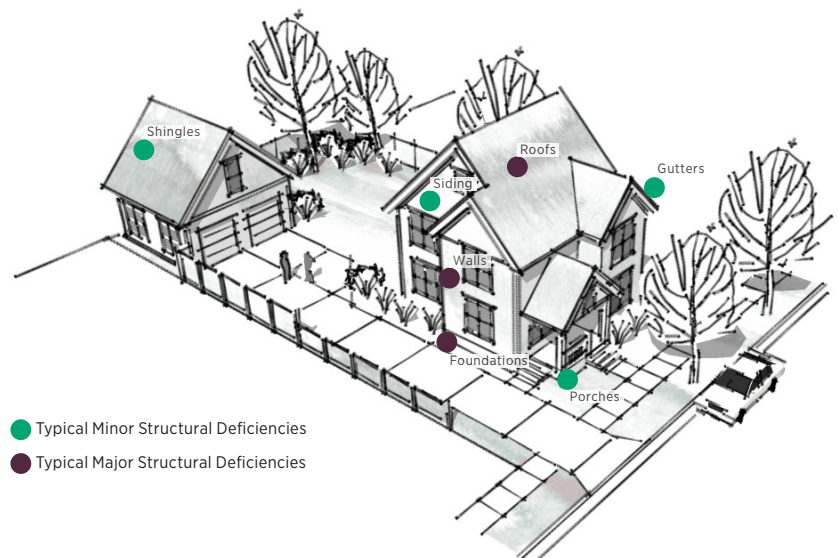 Shingles
Roofs
Gutters
Siding
Walls
Foundations
Porches
Typical Minor Structural Deficiencies
Typical Major Structural Deficiencies